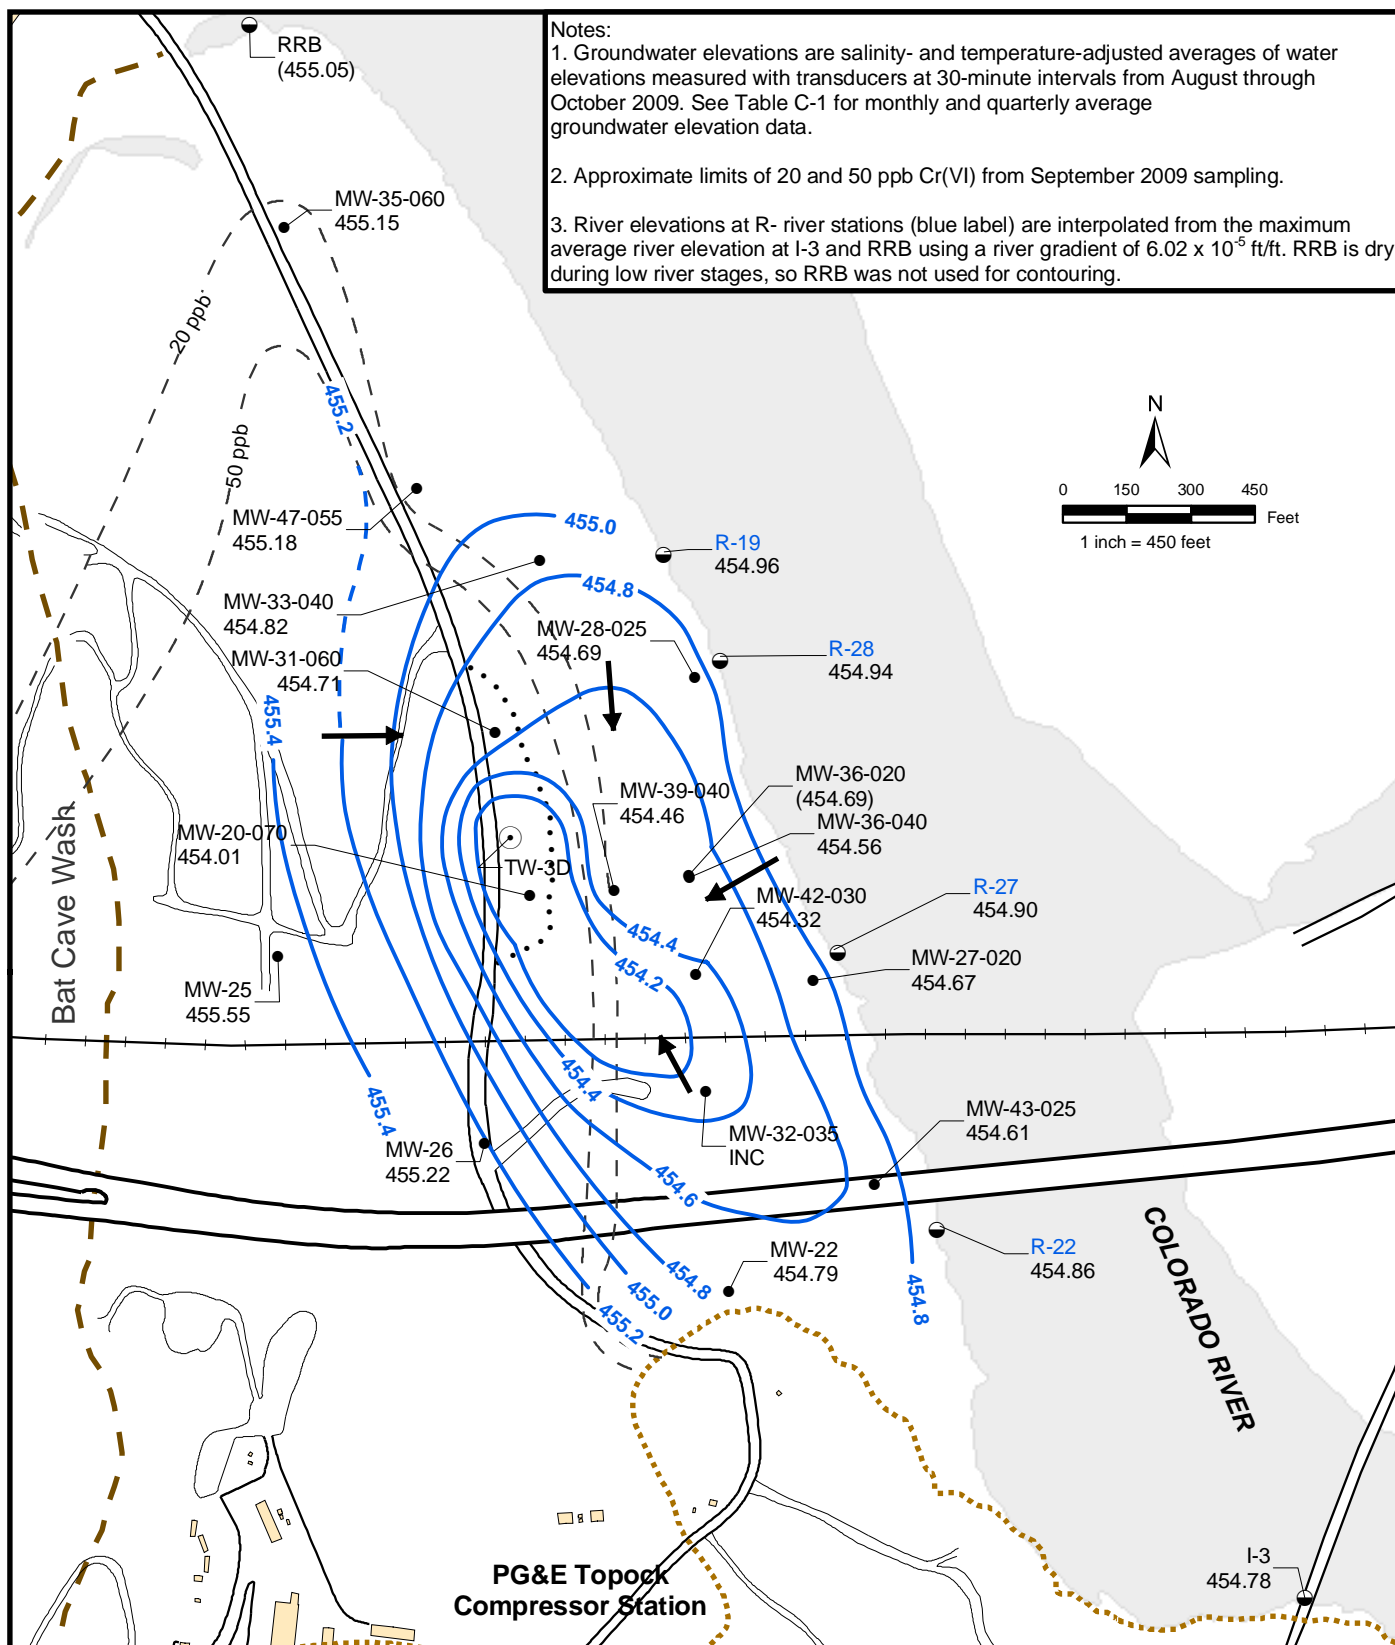 Notes:
1. Groundwater elevations are salinity- and temperature-adjusted averages of water
elevations measured with transducers at 30-minute intervals from August through
October 2009. See Table C-1 for monthly and quarterly average
groundwater elevation data.
2. Approximate limits of 20 and 50 ppb Cr(VI) from September 2009 sampling.
3. River elevations at R- river stations (blue label) are interpolated from the maximum
average river elevation at I-3 and RRB using a river gradient of 6.02 x 10-5 ft/ft. RRB is dry
during low river stages, so RRB was not used for contouring.
RRB
(455.05)
MW-35-060
455.15
20 ppb
50 ppb
455.2
N
0 150 300 450
Feet
1 inch = 450 feet
MW-47-055
455.18
455.0
R-19
454.96
454.8
MW-33-040
454.82
MW-28-025
454.69
R-28
454.94
MW-31-060
454.71
455.4
MW-36-020
(454.69)
MW-39-040
454.46
MW-36-040
454.56
MW-20-070
454.01
TW-3D
Bat Cave Wash
MW-42-030
454.32
R-27
454.90
454.4
454.2
MW-27-020
454.67
MW-25
455.55
454.4
455.4
MW-43-025
454.61
MW-32-035
INC
MW-26
455.22
454.6
MW-22
454.79
R-22
454.86
454.8
455.0
455.2
454.8
COLORADO RIVER
I-3
454.78
PG&E Topock
Compressor Station